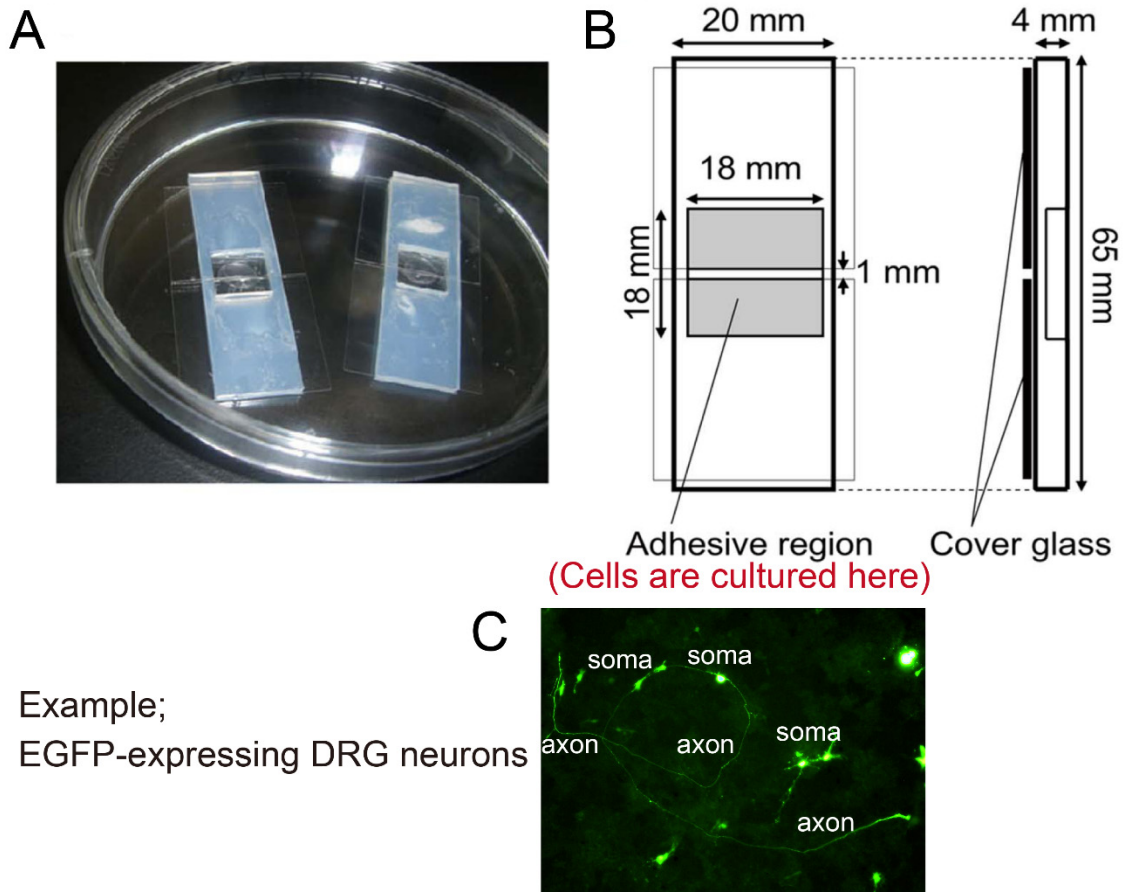 A
B
20 mm
4 mm
18 mm
18 mm
1 mm
65 mm
Adhesive region
Cover glass
(Cells are cultured here)
C
soma
soma
soma
axon
axon
axon
Example;
EGFP-expressing DRG neurons